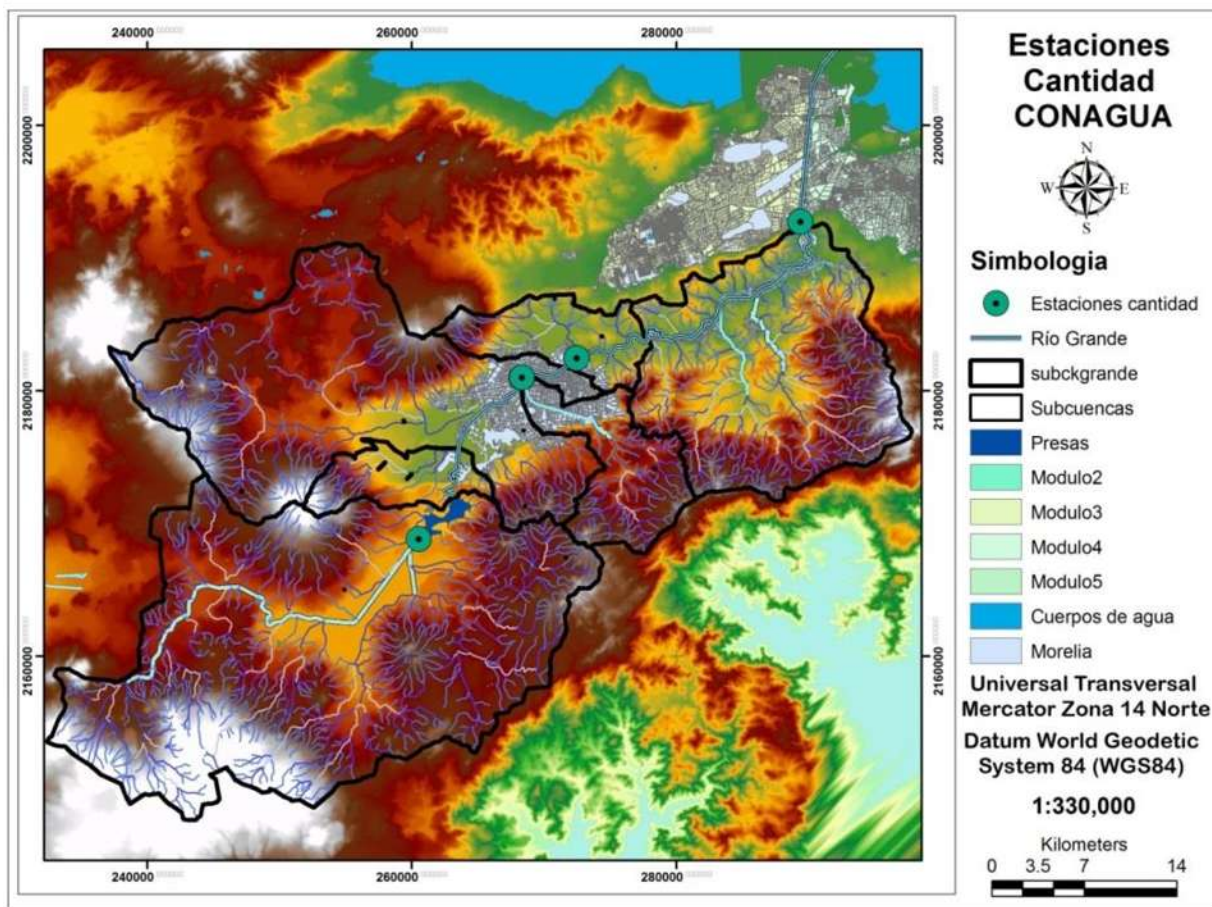 240000
260000
280000
2200000
2180000
2160000
2200000
2180000
2160000
240000
260000
280000
Estaciones
Cantidad
CONAGUA
N
W
E
S
Simbologia
Estaciones cantidad
Río Grande
subckgrande
Subcuencas
Presas
Modulo2
Modulo3
Modulo4
Modulo5
Cuerpos de agua
Morelia
Universal Transversal
Mercator Zona 14 Norte
Datum World Geodetic
System 84 (WGS84)
1:330,000
Kilometers
0 3.5 7 14